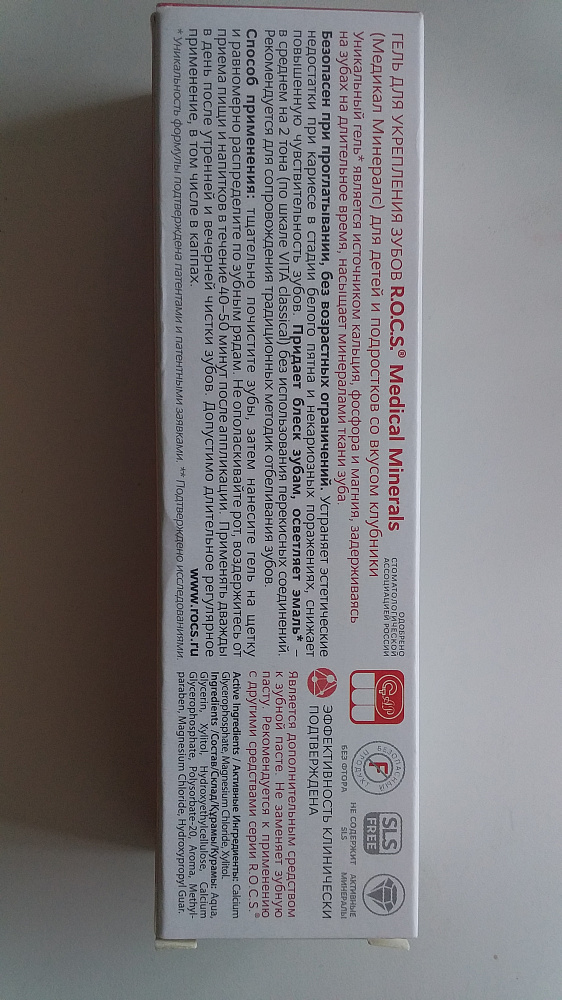 ГЕЛЬ ДЛЯ УКРЕПЛЕНИЯ ЗУБОВ R.O.C.S.® Medical Minerals
(Медикал Минералс) для детей и подростков со вкусом клубники
Уникальный гель* является источником кальция, фосфора и магния, задерживаясь
на зубах на длительное время, насыщает минералами ткани зуба.
Безопасен при проглатывании, без возрастных ограничений. Устраняет эстетические
недостатки при кариесе в стадии белого пятна и некариозных поражениях, снижает
повышенную чувствительность зубов. Придает блеск зубам, осветляет эмаль* –
в среднем на 2 тона (по шкале VITA classical) без использования перекисных соединений.
Рекомендуется для сопровождения традиционных методик отбеливания зубов.
Способ применения: тщательно почистите зубы, затем нанесите гель на щетку
и равномерно распределите по зубным рядам. Не ополаскивайте рот, воздержитесь от
приема пищи и напитков в течение 40–50 минут после аппликации. Применять дважды
в день после утренней и вечерней чистки зубов. Допустимо длительное регулярное
применение, в том числе в каппах.
www.rocs.ru
* Уникальность формулы подтверждена патентами и патентными заявками. ** Подтверждено исследованиями.
ОДОБРЕНО
СТОМАТОЛОГИЧЕСКОЙ
АССОЦИАЦИЕЙ РОССИИ
СтАР
БЕЗОПАСНЫЙ
F
ПРОДУКТ
БЕЗ ФТОРА
SLS
FREE
НЕ СОДЕРЖИТ
SLS
АКТИВНЫЕ
МИНЕРАЛЫ
ЭФФЕКТИВНОСТЬ КЛИНИЧЕСКИ
ПОДТВЕРЖДЕНА
Является дополнительным средством
к зубной пасте. Не заменяет зубную
пасту. Рекомендуется к применению
с другими средствами серии R.O.C.S.®
Active Ingredients / Активные Ингредиенты: Calcium
Glycerophosphate, Magnesium Chloride, Xylitol.
Ingredients /Состав/Склад/Құрамы/Курамы: Aqua,
Glycerin, Xylitol, Hydroxyethylcellulose, Calcium
Glycerophosphate, Polysorbate-20, Aroma, Methyl-
paraben, Magnesium Chloride, Hydroxypropyl Guar.